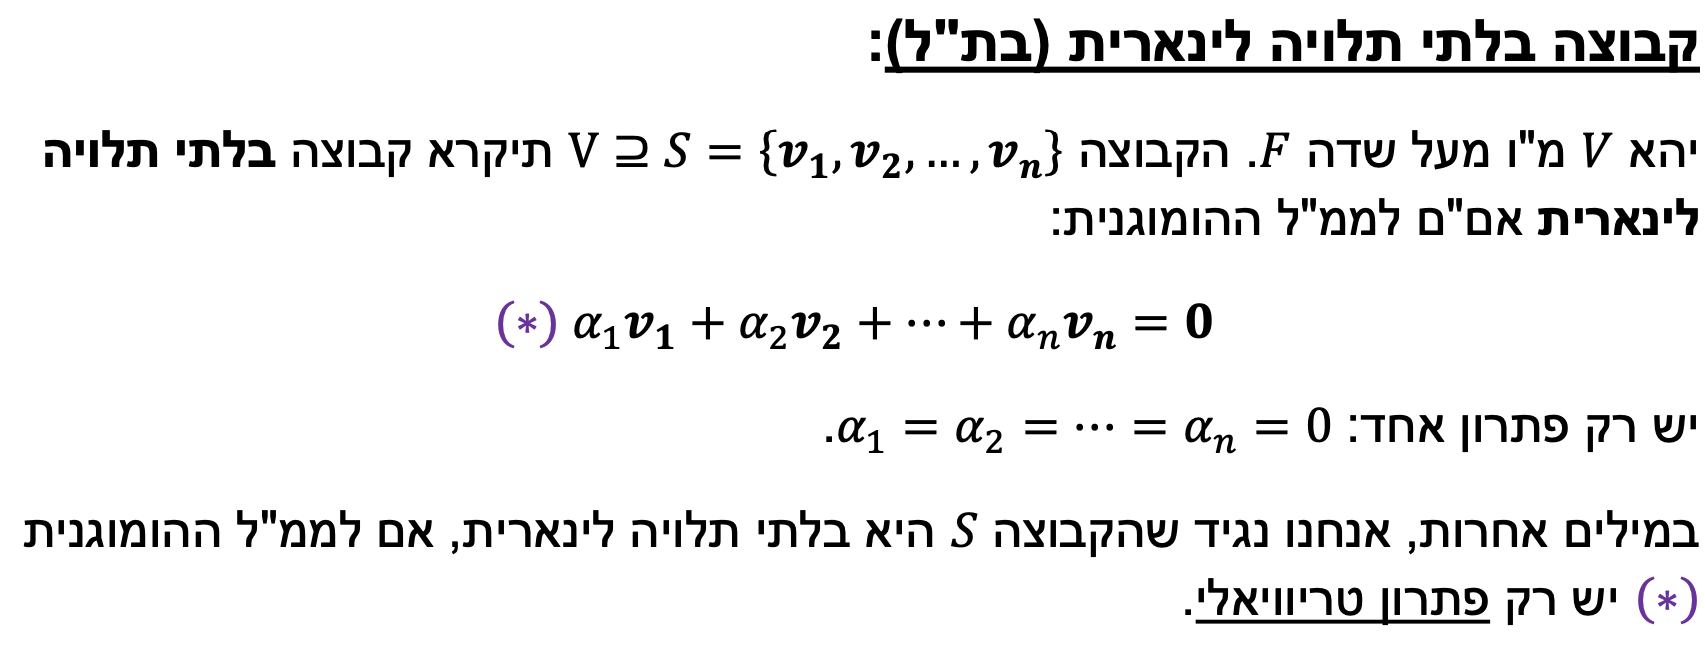 קבוצה בלתי תלויה לינארית (בת"ל):
יהא V מ"ו מעל שדה F. הקבוצה V ⊇ S = {v₁, v₂, … , vₙ} תיקרא קבוצה בלתי תלויה
לינארית אם"ם לממ"ל ההומוגנית:
(*) α₁v₁ + α₂v₂ + ⋯ + αₙvₙ = 0
יש רק פתרון אחד: α₁ = α₂ = ⋯ = αₙ = 0.
במילים אחרות, אנחנו נגיד שהקבוצה S היא בלתי תלויה לינארית, אם לממ"ל ההומוגנית
(*) יש רק פתרון טריוויאלי.